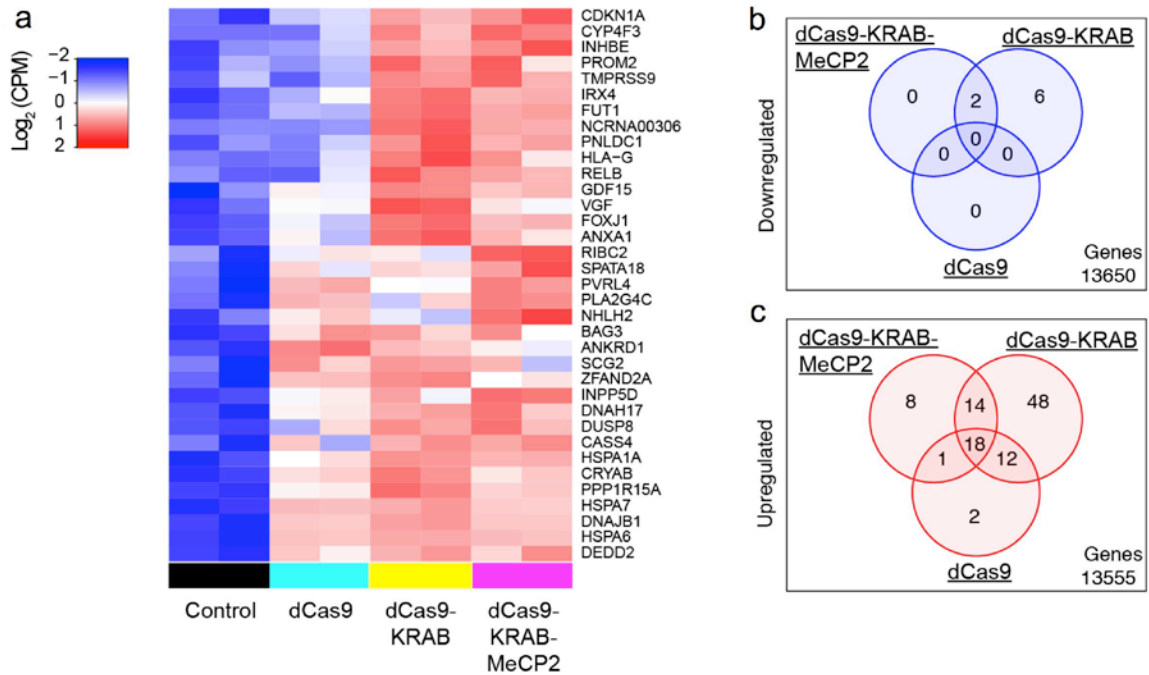 a
Log2 (CPM)
−2
−1
0
1
2
CDKN1A
CYP4F3
INHBE
PROM2
TMPRSS9
IRX4
FUT1
NCRNA00306
PNLDC1
HLA−G
RELB
GDF15
VGF
FOXJ1
ANXA1
RIBC2
SPATA18
PVRL4
PLA2G4C
NHLH2
BAG3
ANKRD1
SCG2
ZFAND2A
INPP5D
DNAH17
DUSP8
CASS4
HSPA1A
CRYAB
PPP1R15A
HSPA7
DNAJB1
HSPA6
DEDD2
Control
dCas9
dCas9-
KRAB
dCas9-
KRAB-
MeCP2
b
Downregulated
dCas9-KRAB-
MeCP2
dCas9-KRAB
0
2
6
0
0
0
0
dCas9
Genes
13650
c
Upregulated
dCas9-KRAB-
MeCP2
dCas9-KRAB
8
14
48
18
1
12
2
dCas9
Genes
13555